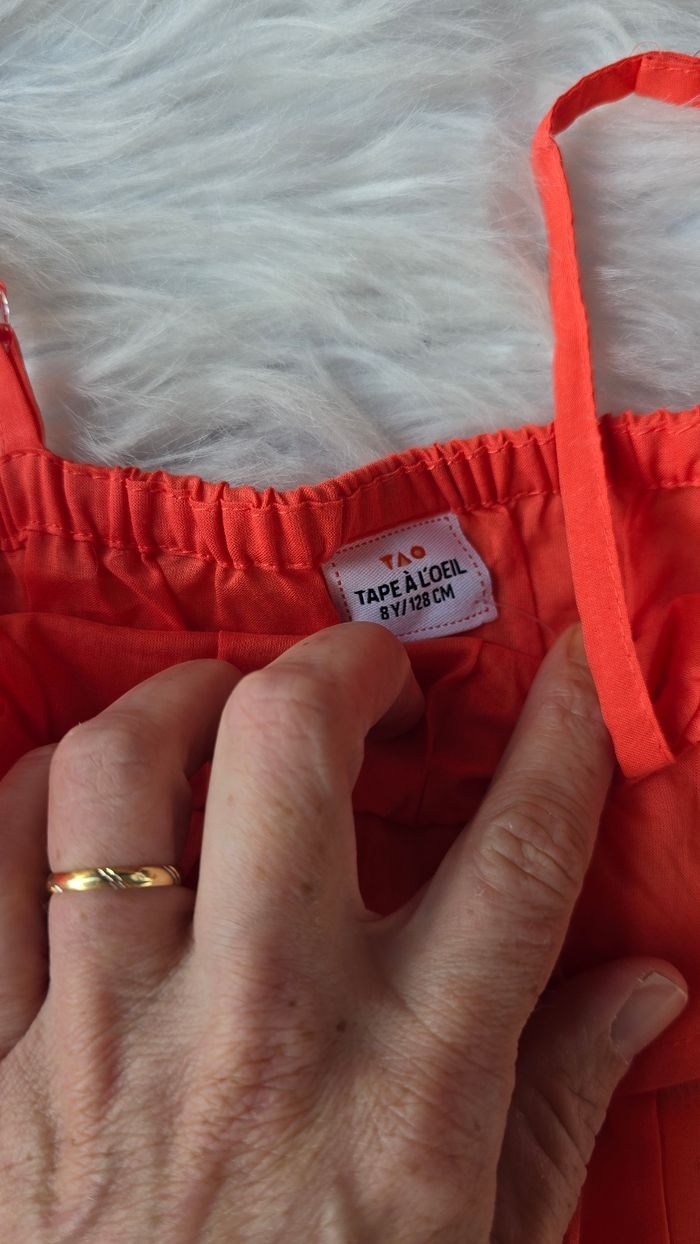 TAO
TAPE À L'OEIL
8 Y/128 CM